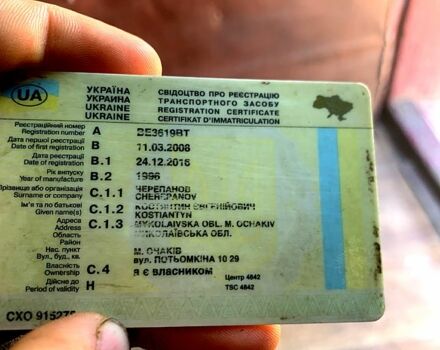 UA
УКРАЇНА
УКРАИНА
UKRAINE
UKRAINE
СВІДОЦТВО ПРО РЕЄСТРАЦІЮ
ТРАНСПОРТНОГО ЗАСОБУ
REGISTRATION CERTIFICATE
CERTIFIKAT D'IMMATRICULATION
Реєстраційний номер
Registration number A BE3619BT
Дата першої реєстрації
Date of first registration B 11.03.2008
Дата реєстрації
Date of registration B.1 24.12.2016
Рік випуску
Year of manufacture B.2 1996
Прізвище або організація ЧЕРЕПАНОВ
Surname or company C.1.1 CHEREPANOV
Ім'я та по батькові КОСТЯНТИН ЄВГЕНІЙОВИЧ
Given name(s) C.1.2 KOSTIANTYN
Адреса C.1.3 MYKOLAIVSKA OBL. M. OCHAKIV
Address
Область МИКОЛАЇВСЬКА ОБЛ.
Район
Нас. пункт М. ОЧАКІВ
Вул., буд., кв. вул. ПОТЬОМКІНА 10 29
Власність
Ownership C.4 Я Є ВЛАСНИКОМ
Дійсне до
Period of validity H
Центр 4842
TSC 4842
СХО